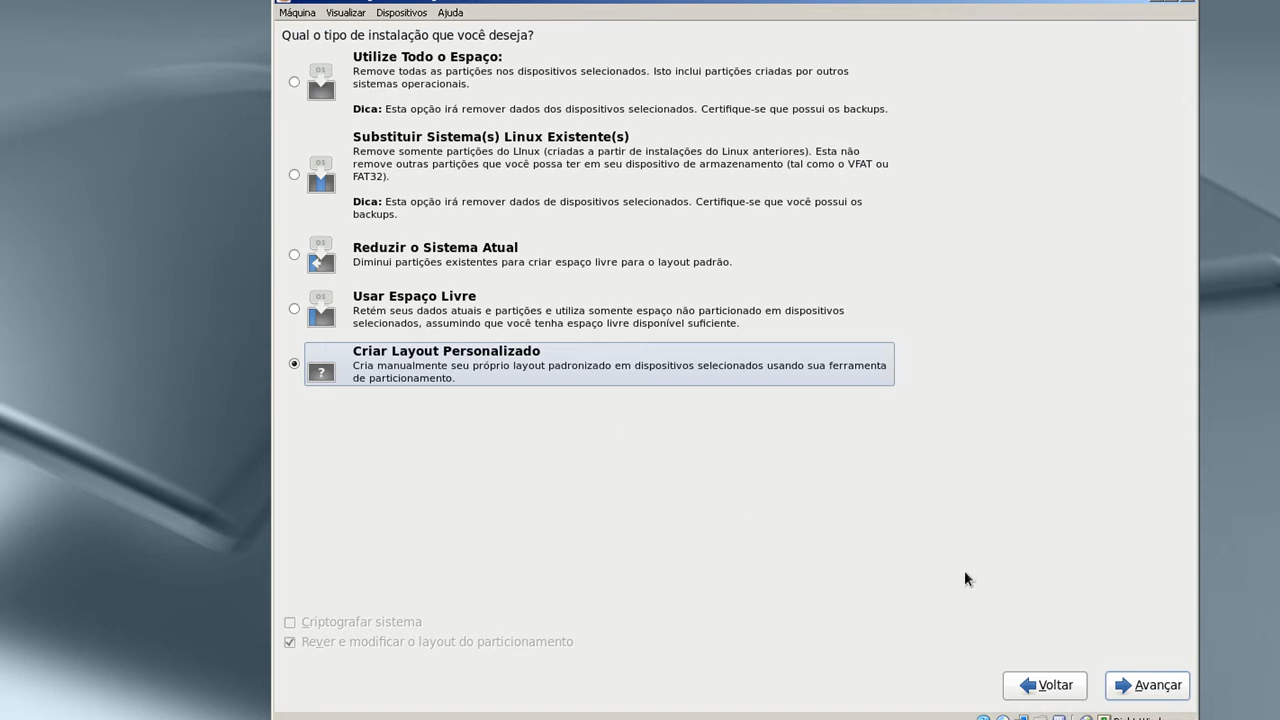 Máquina Visualizar Dispositivos Ajuda
Qual o tipo de instalação que você deseja?
Utilize Todo o Espaço:
Remove todas as partições nos dispositivos selecionados. Isto inclui partições criadas por outros
sistemas operacionais.
Dica: Esta opção irá remover dados dos dispositivos selecionados. Certifique-se que possui os backups.
Substituir Sistema(s) Linux Existente(s)
Remove somente partições do LInux (criadas a partir de instalações do Linux anteriores). Esta não
remove outras partições que você possa ter em seu dispositivo de armazenamento (tal como o VFAT ou
FAT32).
Dica: Esta opção irá remover dados de dispositivos selecionados. Certifique-se que você possui os
backups.
Reduzir o Sistema Atual
Diminui partições existentes para criar espaço livre para o layout padrão.
Usar Espaço Livre
Retém seus dados atuais e partições e utiliza somente espaço não particionado em dispositivos
selecionados, assumindo que você tenha espaço livre disponível suficiente.
Criar Layout Personalizado
Cria manualmente seu próprio layout padronizado em dispositivos selecionados usando sua ferramenta
de particionamento.
Criptografar sistema
Rever e modificar o layout do particionamento
Voltar Avançar